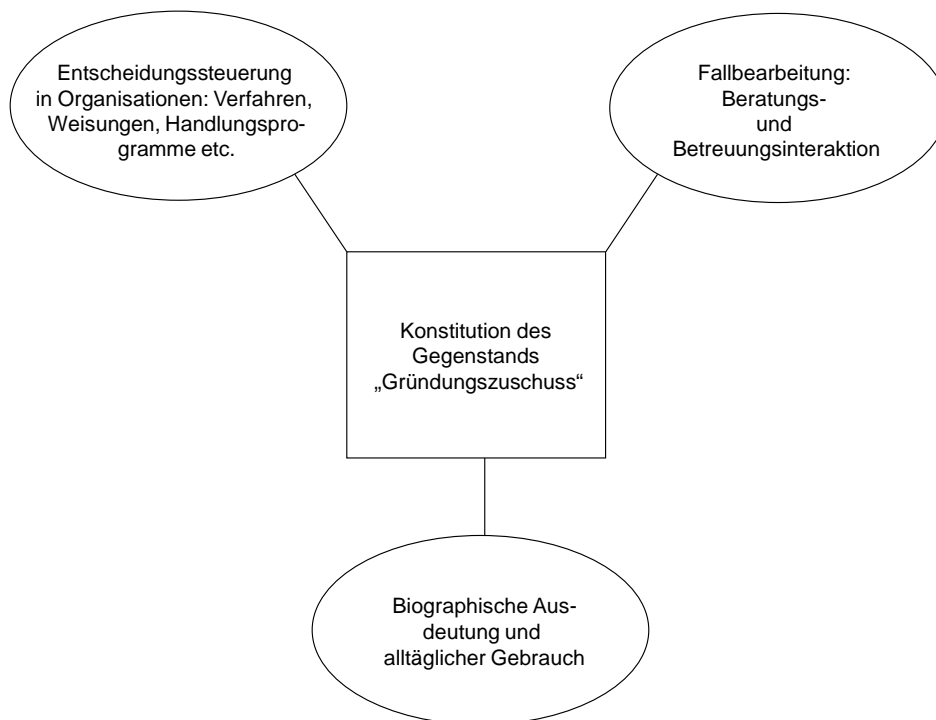 Entscheidungssteuerung
in Organisationen: Verfahren,
Weisungen, Handlungspro-
gramme etc.
Fallbearbeitung:
Beratungs-
und
Betreuungsinteraktion
Konstitution des
Gegenstands
„Gründungszuschuss“
Biographische Aus-
deutung und
alltäglicher Gebrauch